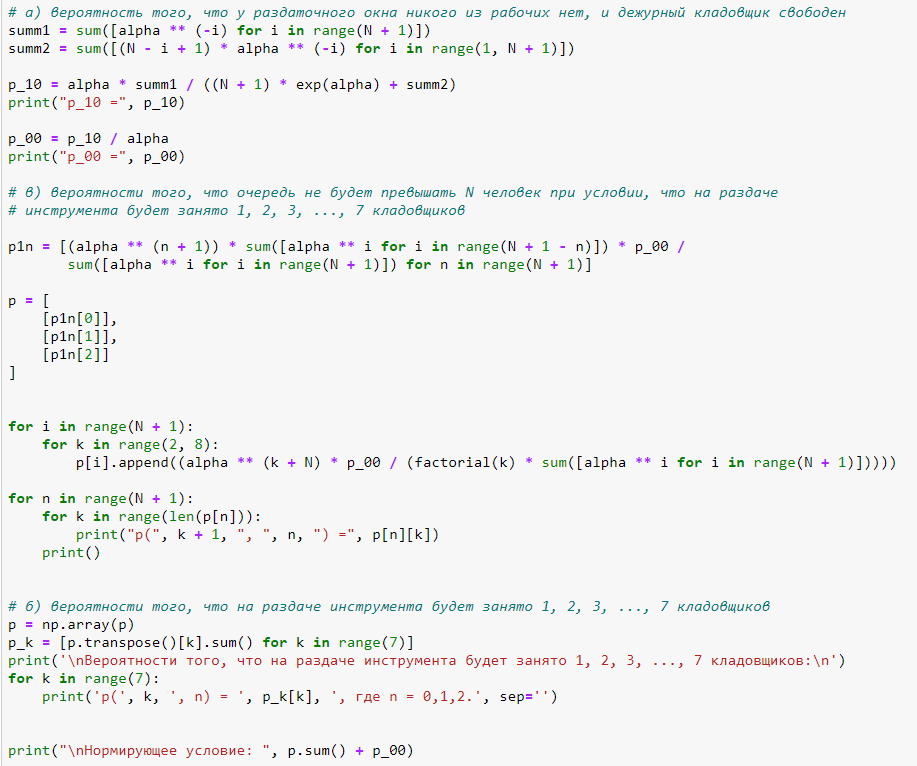 # а) вероятность того, что у раздаточного окна никого из рабочих нет, и дежурный кладовщик свободен
summ1 = sum([alpha ** (-i) for i in range(N + 1)])
summ2 = sum([(N - i + 1) * alpha ** (-i) for i in range(1, N + 1)])

p_10 = alpha * summ1 / ((N + 1) * exp(alpha) + summ2)
print("p_10 =", p_10)

p_00 = p_10 / alpha
print("p_00 =", p_00)

# в) вероятности того, что очередь не будет превышать N человек при условии, что на раздаче
# инструмента будет занято 1, 2, 3, ..., 7 кладовщиков

p1n = [(alpha ** (n + 1)) * sum([alpha ** i for i in range(N + 1 - n)]) * p_00 /
       sum([alpha ** i for i in range(N + 1)]) for n in range(N + 1)]

p = [
    [p1n[0]],
    [p1n[1]],
    [p1n[2]]
]


for i in range(N + 1):
    for k in range(2, 8):
        p[i].append((alpha ** (k + N) * p_00 / (factorial(k) * sum([alpha ** i for i in range(N + 1)]))))

for n in range(N + 1):
    for k in range(len(p[n])):
        print("p(", k + 1, ", ", n, ") =", p[n][k])
    print()


# б) вероятности того, что на раздаче инструмента будет занято 1, 2, 3, ..., 7 кладовщиков
p = np.array(p)
p_k = [p.transpose()[k].sum() for k in range(7)]
print('\nВероятности того, что на раздаче инструмента будет занято 1, 2, 3, ..., 7 кладовщиков:\n')
for k in range(7):
    print('p(', k, ', n) = ', p_k[k], ', где n = 0,1,2.', sep='')


print("\nНормирующее условие: ", p.sum() + p_00)